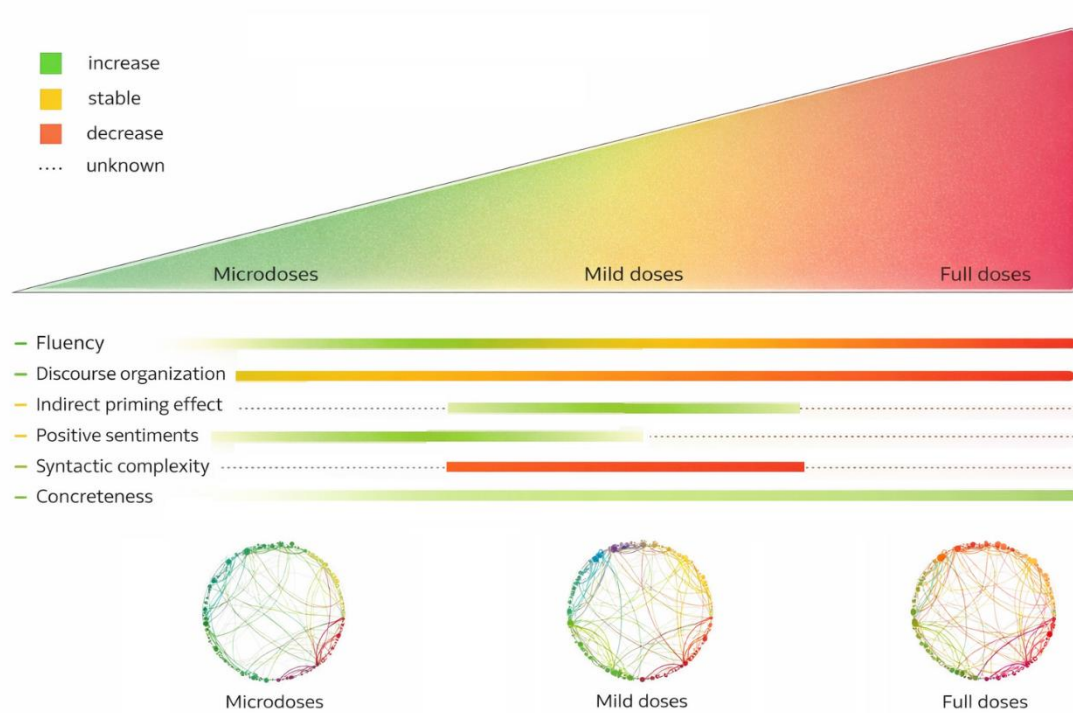 increase
stable
decrease
unknown
Microdoses Mild doses Full doses
Fluency
Discourse organization
Indirect priming effect
Positive sentiments
Syntactic complexity
Concreteness
Microdoses Mild doses Full doses